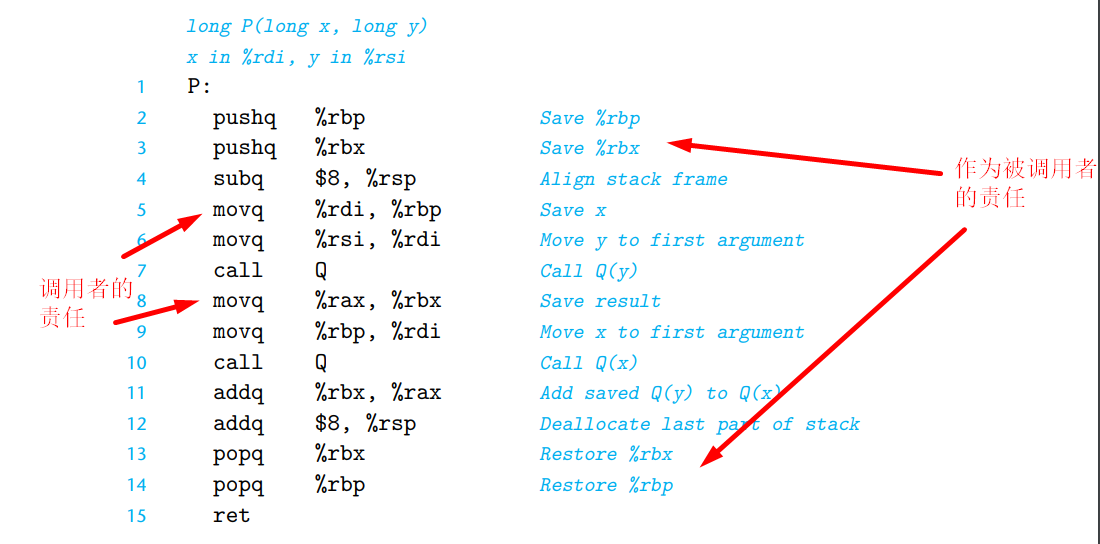 long P(long x, long y)
x in %rdi, y in %rsi
1 P:
2 pushq %rbp Save %rbp
3 pushq %rbx Save %rbx
4 subq $8, %rsp Align stack frame
5 movq %rdi, %rbp Save x
6 movq %rsi, %rdi Move y to first argument
7 call Q Call Q(y)
8 movq %rax, %rbx Save result
9 movq %rbp, %rdi Move x to first argument
10 call Q Call Q(x)
11 addq %rbx, %rax Add saved Q(y) to Q(x)
12 addq $8, %rsp Deallocate last part of stack
13 popq %rbx Restore %rbx
14 popq %rbp Restore %rbp
15 ret
调用者的
责任
作为被调用者
的责任